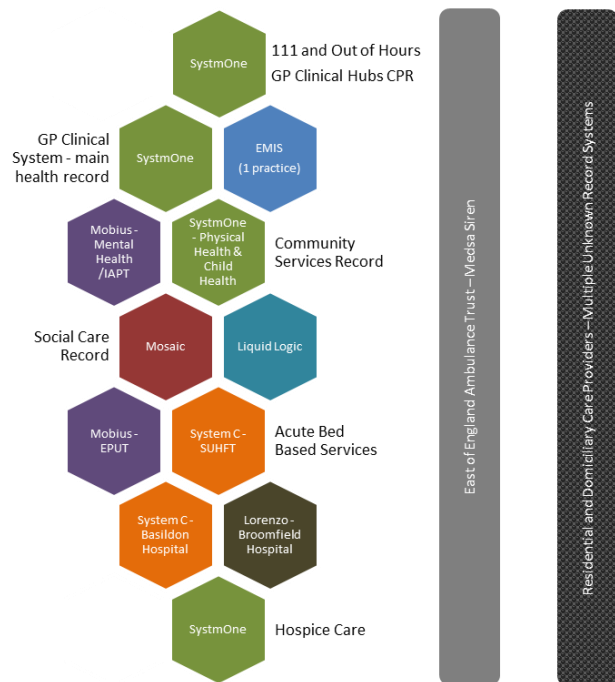 SystmOne
111 and Out of Hours
GP Clinical Hubs CPR
GP Clinical
System - main
health record
SystmOne
EMIS
(1 practice)
Mobius -
Mental
Health
/IAPT
SystmOne
- Physical
Health &
Child
Health
Community
Services Record
Social Care
Record
Mosaic
Liquid Logic
Mobius -
EPUT
System C -
SUHFT
Acute Bed
Based Services
System C -
Basildon
Hospital
Lorenzo -
Broomfield
Hospital
SystmOne
Hospice Care
East of England Ambulance Trust – Medsa Siren
Residential and Domiciliary Care Providers – Multiple Unknown Record Systems